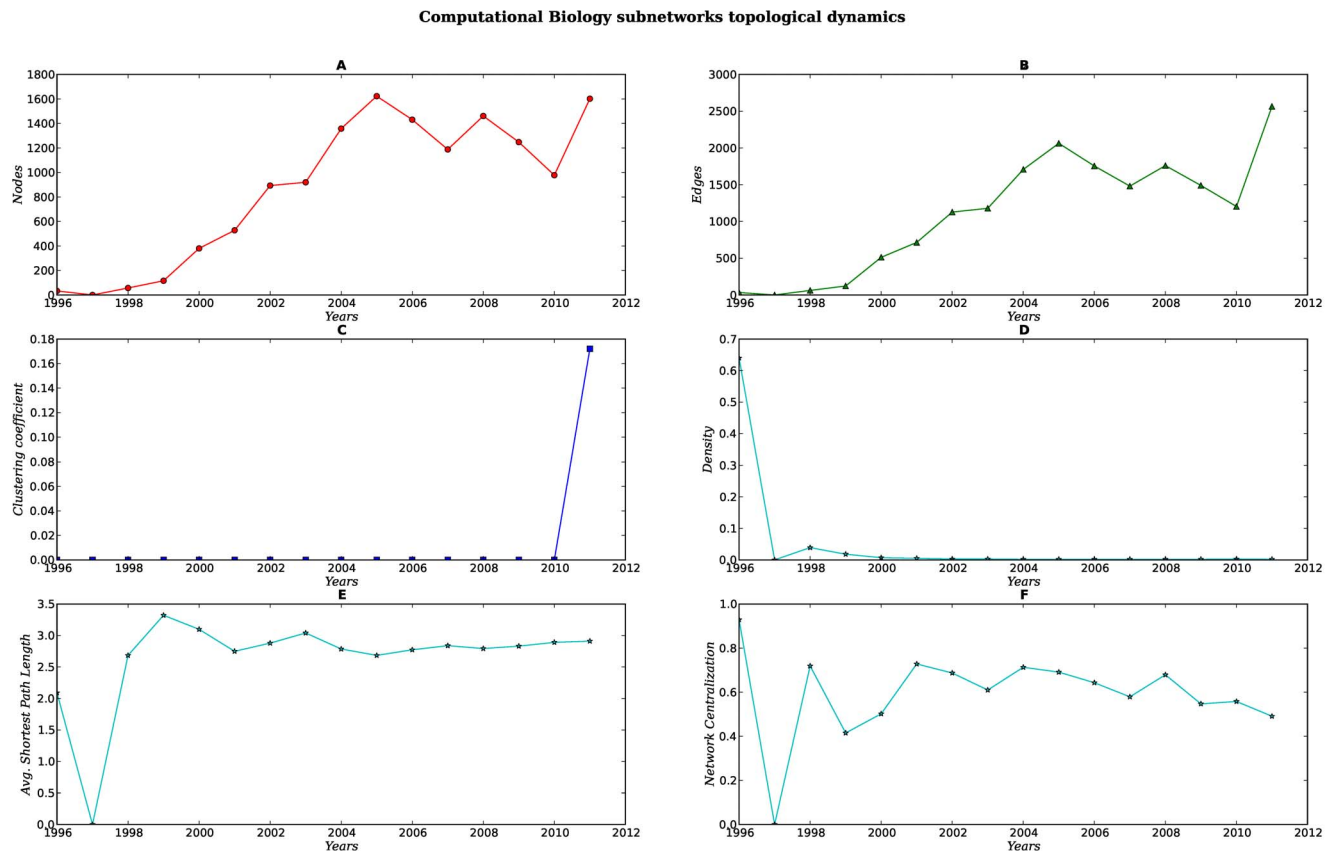 Computational Biology subnetworks topological dynamics
A
1800
1600
1400
1200
1000
800
600
400
200
0
Nodes
1996 1998 2000 2002 2004 2006 2008 2010 2012
Years
B
3000
2500
2000
1500
1000
500
0
Edges
1996 1998 2000 2002 2004 2006 2008 2010 2012
Years
C
0.18
0.16
0.14
0.12
0.10
0.08
0.06
0.04
0.02
0.00
Clustering coefficient
1996 1998 2000 2002 2004 2006 2008 2010 2012
Years
D
0.7
0.6
0.5
0.4
0.3
0.2
0.1
0.0
Density
1996 1998 2000 2002 2004 2006 2008 2010 2012
Years
E
3.5
3.0
2.5
2.0
1.5
1.0
0.5
0.0
Avg. Shortest Path Length
1996 1998 2000 2002 2004 2006 2008 2010 2012
Years
F
1.0
0.8
0.6
0.4
0.2
0.0
Network Centralization
1996 1998 2000 2002 2004 2006 2008 2010 2012
Years